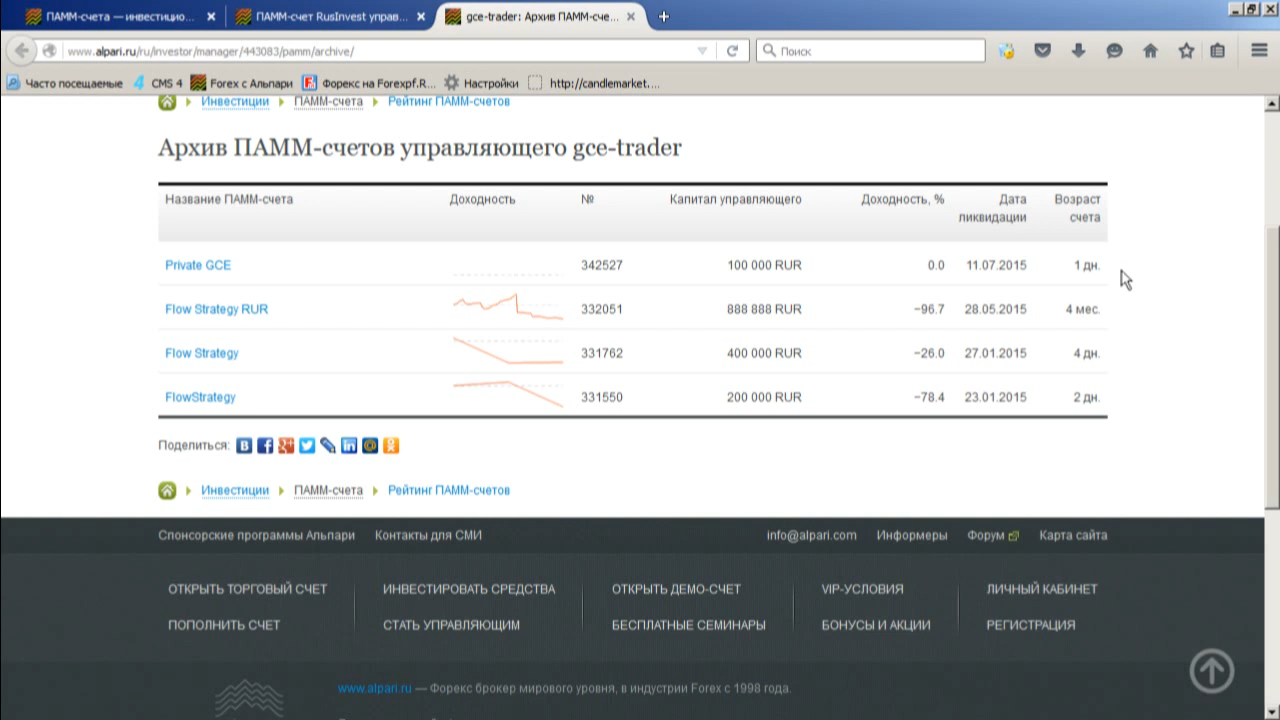 ПАММ-счета — инвестицио...
ПАММ-счет RusInvest управ...
gce-trader: Архив ПАММ-сче...
www.alpari.ru/ru/investor/manager/443083/pamm/archive/
Поиск
Часто посещаемые
CMS 4
Forex с Альпари
Форекс на Forexpf.R...
Настройки
http://candlemarket....
Инвестиции
ПАММ-счета
Рейтинг ПАММ-счетов
Архив ПАММ-счетов управляющего gce-trader
Название ПАММ-счета Доходность № Капитал управляющего Доходность, % Дата ликвидации Возраст счета
Private GCE 342527 100 000 RUR 0.0 11.07.2015 1 дн.
Flow Strategy RUR 332051 888 888 RUR −96.7 28.05.2015 4 мес.
Flow Strategy 331762 400 000 RUR −26.0 27.01.2015 4 дн.
FlowStrategy 331550 200 000 RUR −78.4 23.01.2015 2 дн.
Поделиться:
Инвестиции ПАММ-счета Рейтинг ПАММ-счетов
Спонсорские программы Альпари Контакты для СМИ info@alpari.com Информеры Форум Карта сайта
ОТКРЫТЬ ТОРГОВЫЙ СЧЕТ ИНВЕСТИРОВАТЬ СРЕДСТВА ОТКРЫТЬ ДЕМО-СЧЕТ VIP-УСЛОВИЯ ЛИЧНЫЙ КАБИНЕТ
ПОПОЛНИТЬ СЧЕТ СТАТЬ УПРАВЛЯЮЩИМ БЕСПЛАТНЫЕ СЕМИНАРЫ БОНУСЫ И АКЦИИ РЕГИСТРАЦИЯ
www.alpari.ru — Форекс брокер мирового уровня, в индустрии Forex с 1998 года.